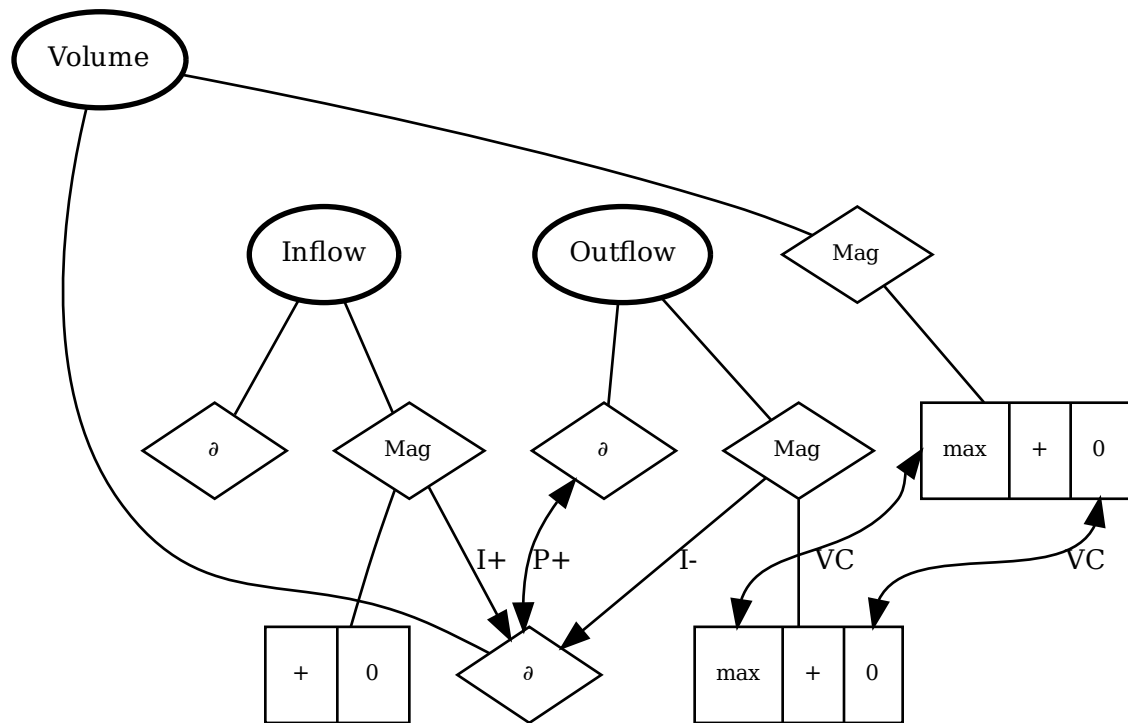 Volume
Inflow
Outflow
Mag
∂
Mag
∂
Mag
max + 0
I+
P+
I-
VC
VC
+ 0
∂
max + 0